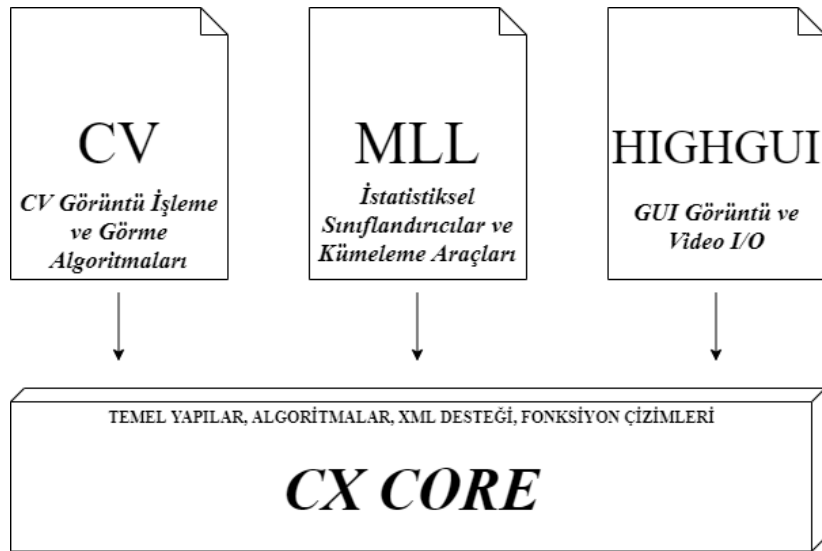 CV
CV Görüntü İşleme
ve Görme
Algoritmaları
MLL
İstatistiksel
Sınıflandırıcılar ve
Kümeleme Araçları
HIGHGUI
GUI Görüntü ve
Video I/O
TEMEL YAPILAR, ALGORİTMALAR, XML DESTEĞİ, FONKSİYON ÇİZİMLERİ
CX CORE